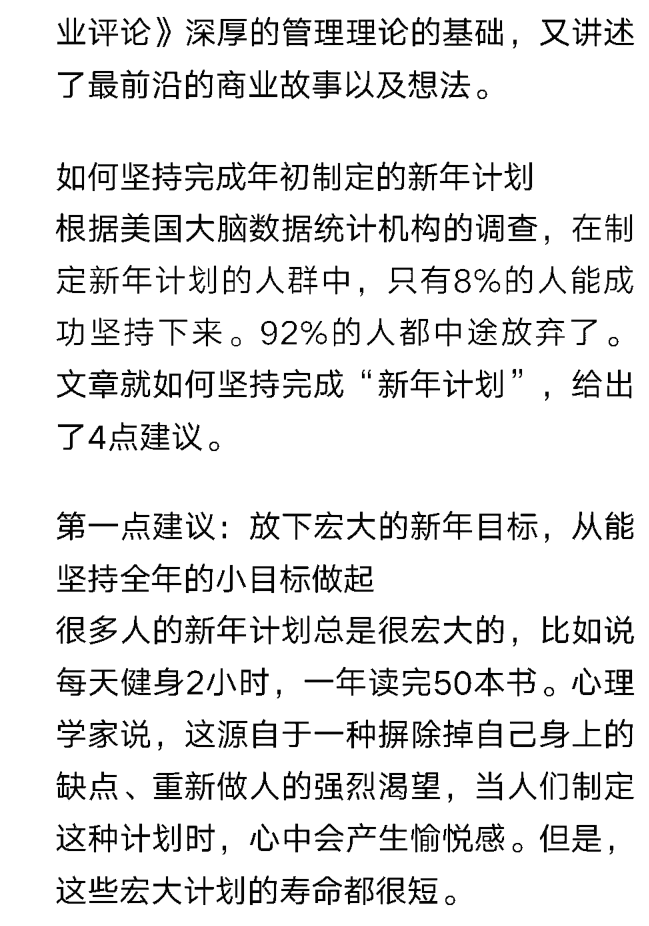 业评论》深厚的管理理论的基础，又讲述
了最前沿的商业故事以及想法。
如何坚持完成年初制定的新年计划
根据美国大脑数据统计机构的调查，在制
定新年计划的人群中，只有8%的人能成
功坚持下来。92%的人都中途放弃了。
文章就如何坚持完成“新年计划”，给出
了4点建议。
第一点建议：放下宏大的新年目标，从能
坚持全年的小目标做起
很多人的新年计划总是很宏大的，比如说
每天健身2小时，一年读完50本书。心理
学家说，这源自于一种摒除掉自己身上的
缺点、重新做人的强烈渴望，当人们制定
这种计划时，心中会产生愉悦感。但是，
这些宏大计划的寿命都很短。